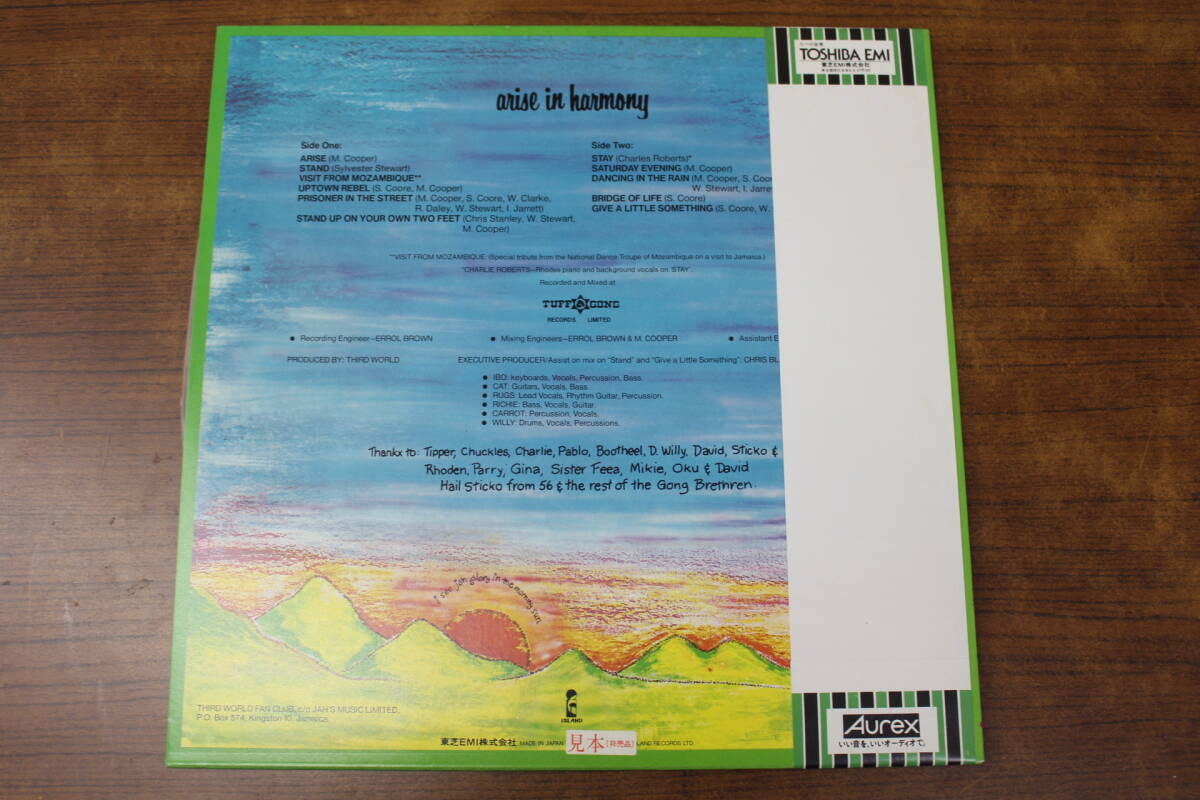 TOSHIBA EMI
東芝EMI株式会社
arise in harmony
Side One:
ARISE (M. Cooper)
STAND (Sylvester Stewart)
VISIT FROM MOZAMBIQUE**
UPTOWN REBEL (S. Coore, M. Cooper)
PRISONER IN THE STREET (M. Cooper, S. Coore, W. Clarke,
R. Daley, W. Stewart, I. Jarrett)
STAND UP ON YOUR OWN TWO FEET (Chris Stanley, W. Stewart,
M. Cooper)
Side Two:
STAY (Charles Roberts)*
SATURDAY EVENING (M. Cooper)
DANCING IN THE RAIN (M. Cooper, S. Coor
W. Stewart, I. Jarre
BRIDGE OF LIFE (S. Coore)
GIVE A LITTLE SOMETHING (S. Coore, W.
**VISIT FROM MOZAMBIQUE: (Special tribute from the National Dance Troupe of Mozambique on a visit to Jamaica.)
*CHARLIE ROBERTS—Rhodes piano and background vocals on 'STAY'.
Recorded and Mixed at
TUFF GONG
RECORDS LIMITED
• Recording Engineer—ERROL BROWN
• Mixing Engineers—ERROL BROWN & M. COOPER
• Assistant E
PRODUCED BY: THIRD WORLD
EXECUTIVE PRODUCER/Assist on mix on "Stand" and "Give a Little Something": CHRIS BL
• IBO: keyboards, Vocals, Percussion, Bass.
• CAT: Guitars, Vocals, Bass.
• RUGS: Lead Vocals, Rhythm Guitar, Percussion.
• RICHIE: Bass, Vocals, Guitar.
• CARROT: Percussion, Vocals.
• WILLY: Drums, Vocals, Percussions.
Thankx to: Tipper, Chuckles, Charlie, Pablo, Bootheel, D. Willy, David, Sticko &
Rhoden, Parry, Gina, Sister Feea, Mikie, Oku & David
Hail Sticko from 56 & the rest of the Gong Brethren.
I see jah glory in the morning sun
THIRD WORLD FAN CLUB, c/o JAH'S MUSIC LIMITED,
P.O. Box 574, Kingston 10, Jamaica.
ISLAND
東芝EMI株式会社 MADE IN JAPAN 見本(非売品) LAND RECORDS LTD.
Aurex
いい音を、いいオーディオで。